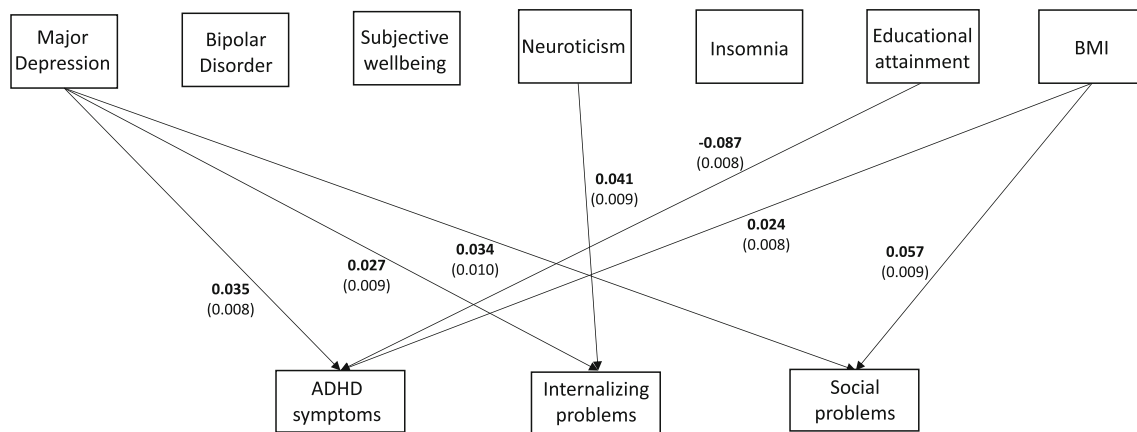 Major
Depression
Bipolar
Disorder
Subjective
wellbeing
Neuroticism
Insomnia
Educational
attainment
BMI
-0.087
(0.008)
0.041
(0.009)
0.024
(0.008)
0.034
(0.010)
0.057
(0.009)
0.027
(0.009)
0.035
(0.008)
ADHD
symptoms
Internalizing
problems
Social
problems